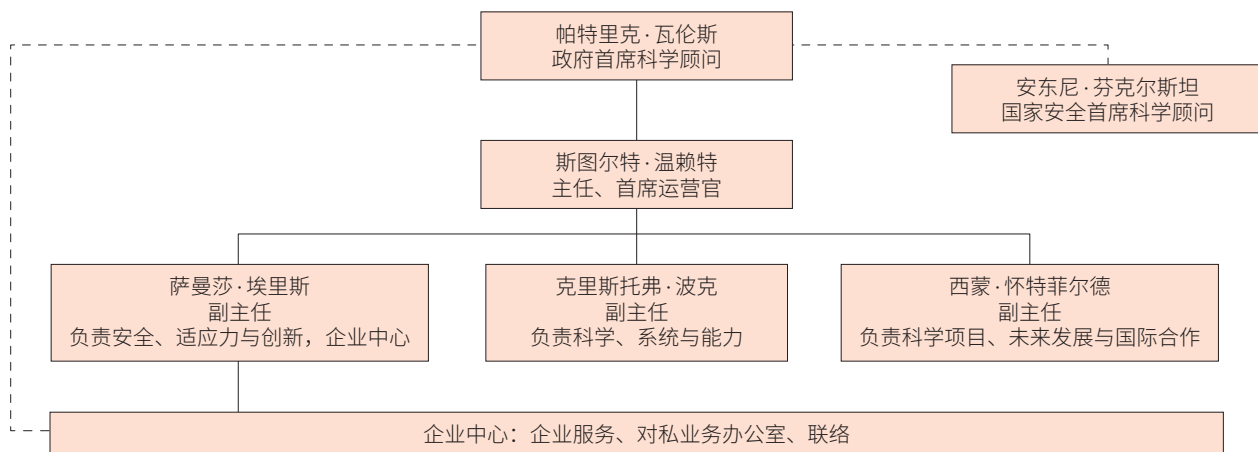 帕特里克·瓦伦斯
政府首席科学顾问
安东尼·芬克尔斯坦
国家安全首席科学顾问
斯图尔特·温赖特
主任、首席运营官
萨曼莎·埃里斯
副主任
负责安全、适应力与创新，企业中心
克里斯托弗·波克
副主任
负责科学、系统与能力
西蒙·怀特菲尔德
副主任
负责科学项目、未来发展与国际合作
企业中心：企业服务、对私业务办公室、联络